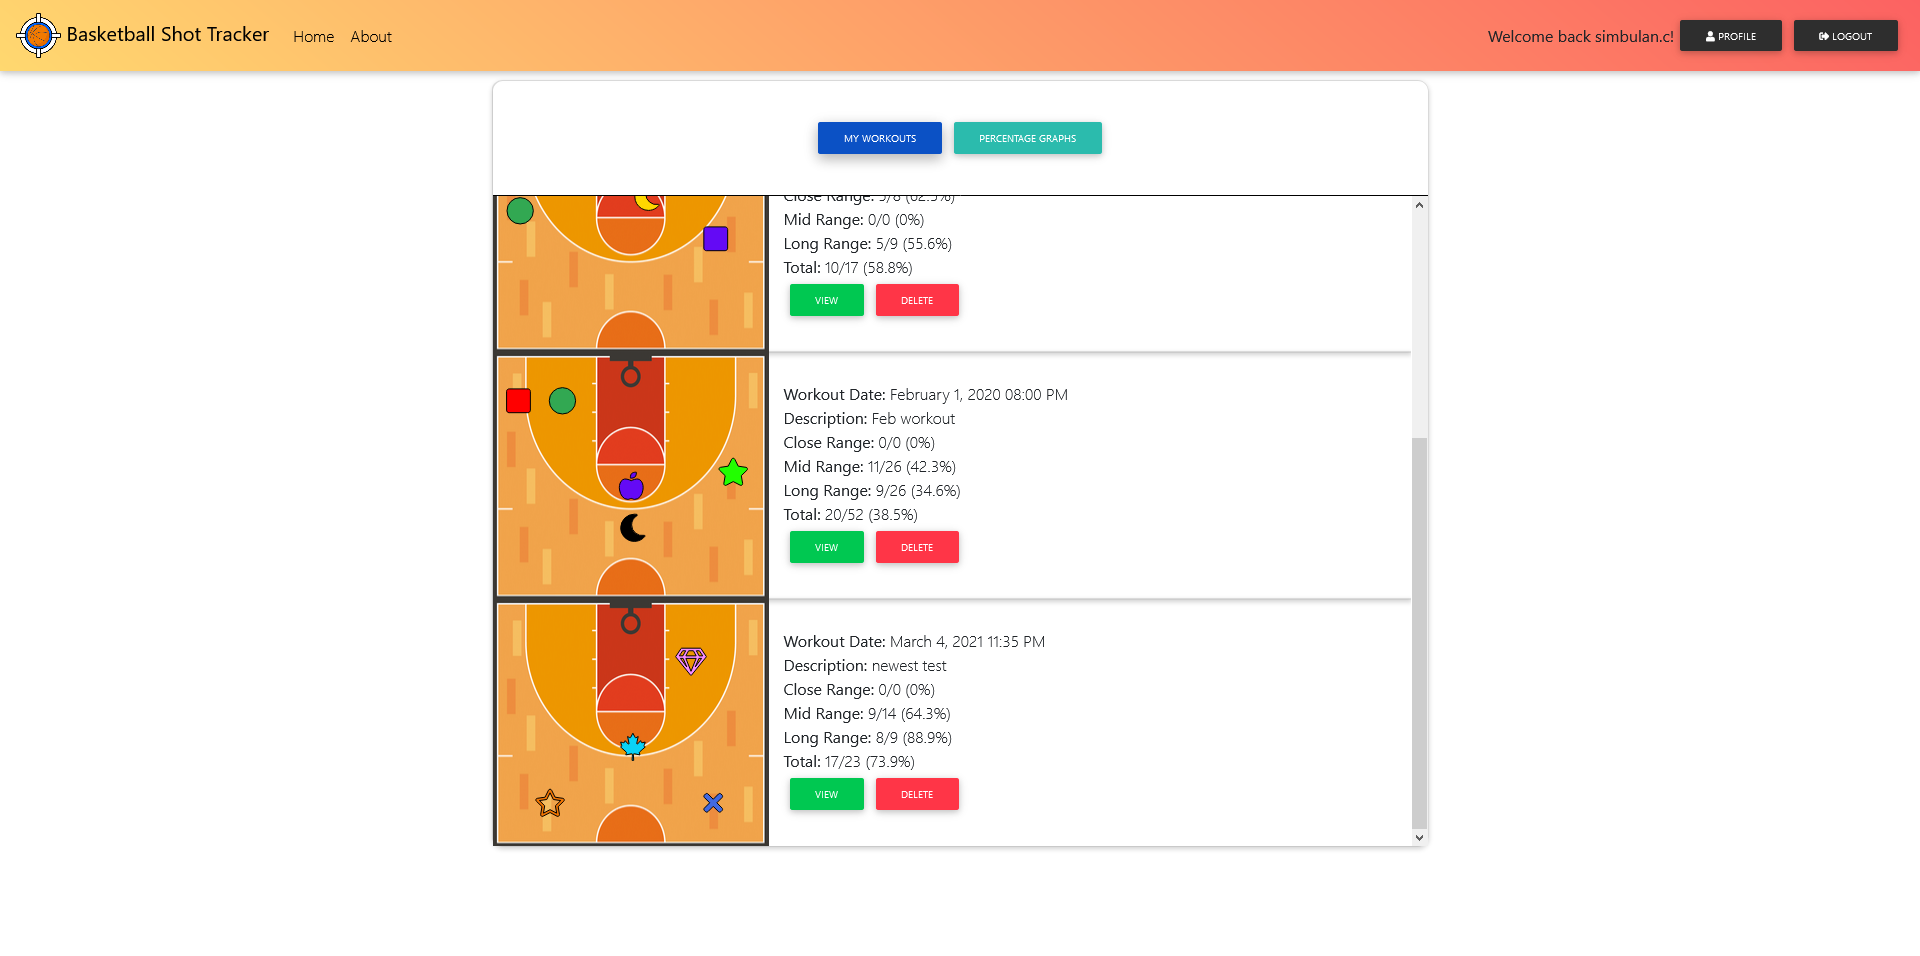 Basketball Shot Tracker Home About Welcome back simbulan.c! PROFILE LOGOUT
MY WORKOUTS PERCENTAGE GRAPHS
Close Range: 5/8 (62.5%)
Mid Range: 0/0 (0%)
Long Range: 5/9 (55.6%)
Total: 10/17 (58.8%)
VIEW DELETE
Workout Date: February 1, 2020 08:00 PM
Description: Feb workout
Close Range: 0/0 (0%)
Mid Range: 11/26 (42.3%)
Long Range: 9/26 (34.6%)
Total: 20/52 (38.5%)
VIEW DELETE
Workout Date: March 4, 2021 11:35 PM
Description: newest test
Close Range: 0/0 (0%)
Mid Range: 9/14 (64.3%)
Long Range: 8/9 (88.9%)
Total: 17/23 (73.9%)
VIEW DELETE